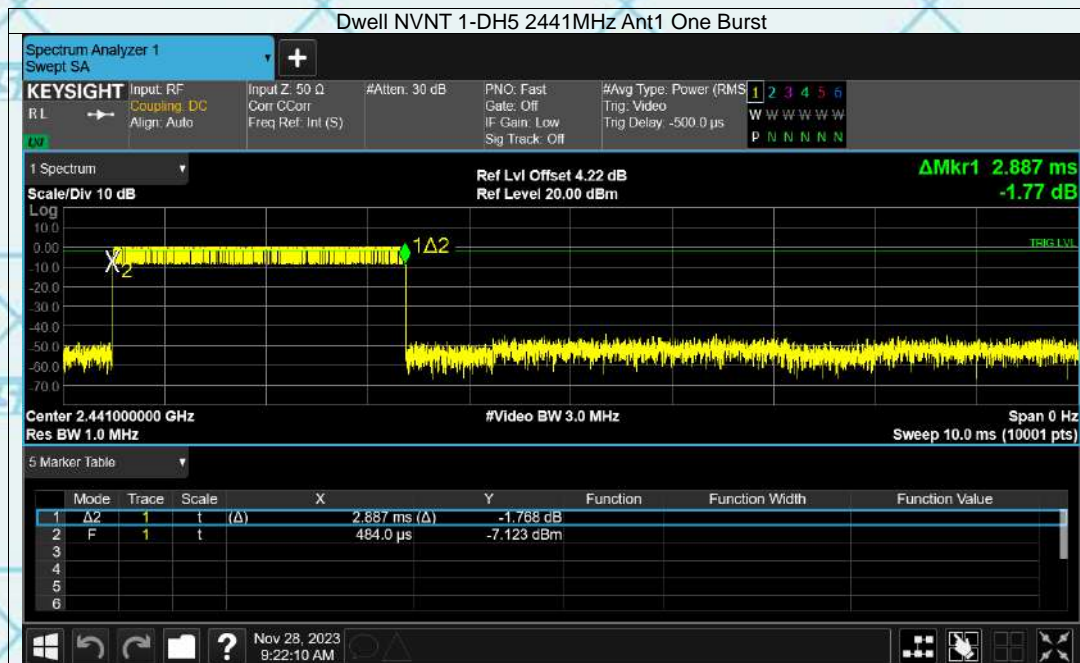 Dwell NVNT 1-DH5 2441MHz Ant1 One Burst
Spectrum Analyzer 1
Swept SA
+
KEYSIGHT Input: RF Input Z: 50 Ω #Atten: 30 dB PNO: Fast #Avg Type: Power (RMS 1 2 3 4 5 6
RL Coupling: DC Corr CCorr Gate: Off Trig: Video W W W W W W
Align: Auto Freq Ref: Int (S) IF Gain: Low Trig Delay: -500.0 µs P N N N N N
LXI Sig Track: Off
1 Spectrum Ref Lvl Offset 4.22 dB ΔMkr1 2.887 ms
Scale/Div 10 dB Ref Level 20.00 dBm -1.77 dB
Log
10.0
0.00 1Δ2 TRIG LVL
-10.0 X2
-20.0
-30.0
-40.0
-50.0
-60.0
-70.0
Center 2.441000000 GHz #Video BW 3.0 MHz Span 0 Hz
Res BW 1.0 MHz Sweep 10.0 ms (10001 pts)
5 Marker Table
Mode Trace Scale X Y Function Function Width Function Value
1 Δ2 1 t (Δ) 2.887 ms (Δ) -1.768 dB
2 F 1 t 484.0 µs -7.123 dBm
3
4
5
6
? Nov 28, 2023
9:22:10 AM